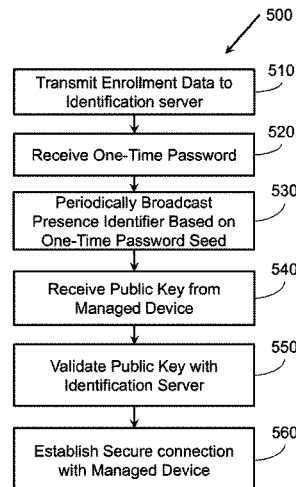 500
Transmit Enrollment Data to
Identification server
510
Receive One-Time Password
520
Periodically Broadcast
Presence Identifier Based on
One-Time Password Seed
530
Receive Public Key from
Managed Device
540
Validate Public Key with
Identification Server
550
Establish Secure connection
with Managed Device
560